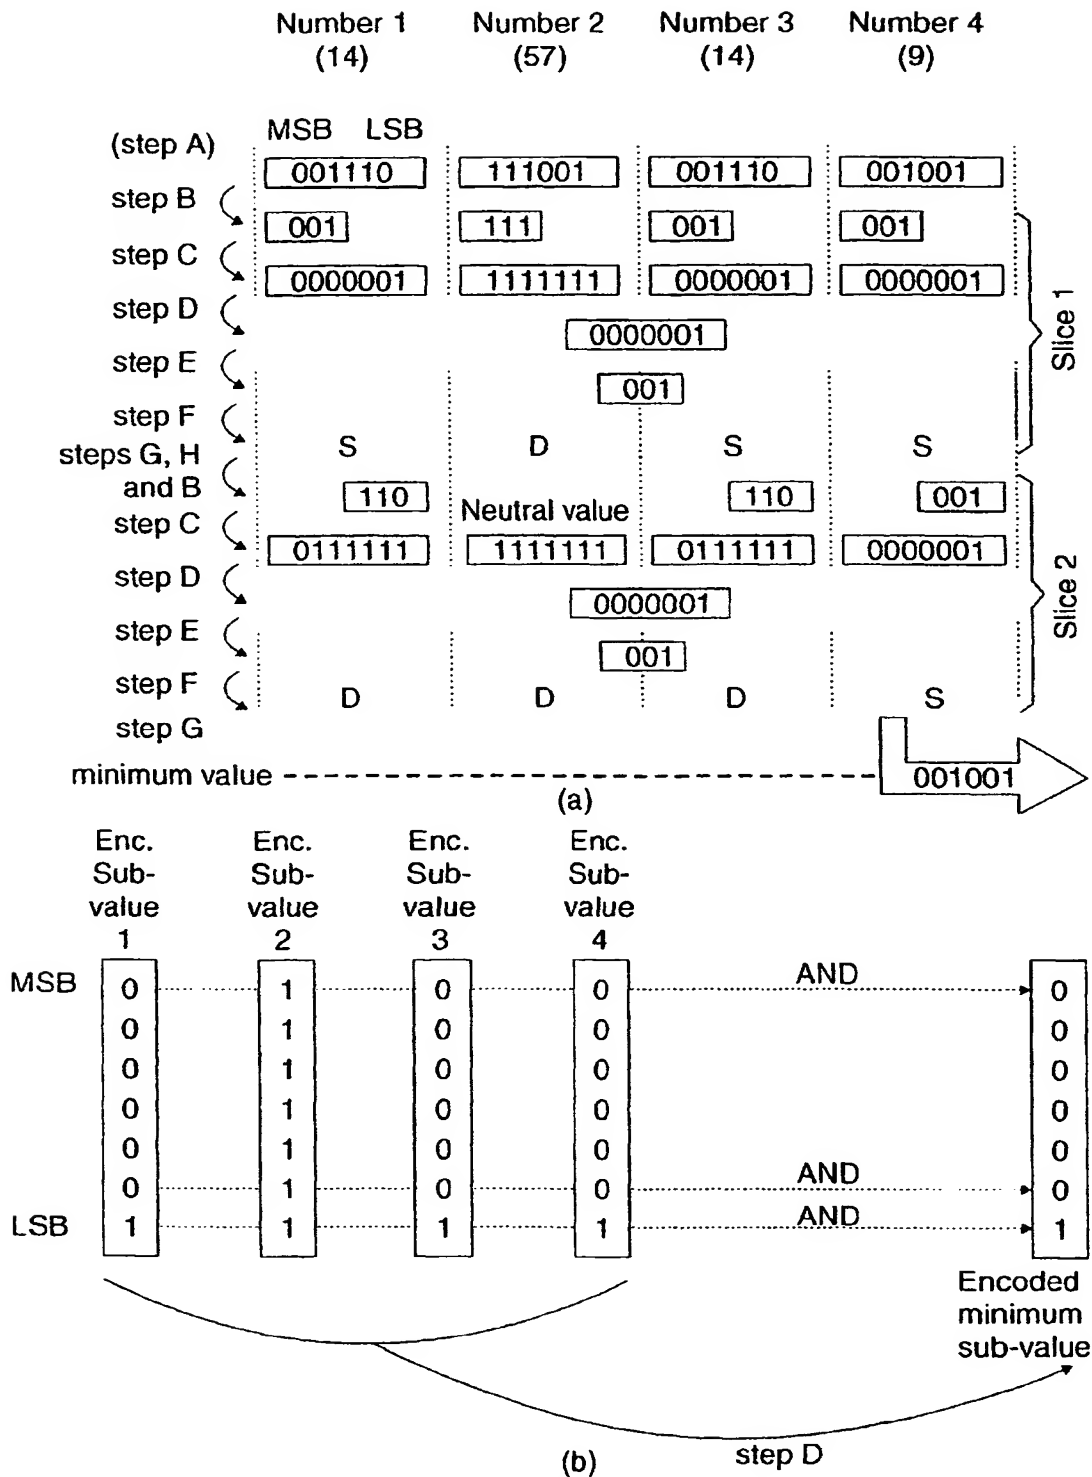 Number 1 Number 2 Number 3 Number 4
(14) (57) (14) (9)
MSB LSB
(step A)
001110 111001 001110 001001
step B
001 111 001 001
step C
0000001 1111111 0000001 0000001
step D
0000001
step E
001
step F
S D S S
steps G, H
and B
110 110 001
Neutral value
step C
0111111 1111111 0111111 0000001
step D
0000001
step E
001
step F
D D D S
step G
Slice 1
Slice 2
minimum value 001001
(a)
Enc. Enc. Enc. Enc.
Sub- Sub- Sub- Sub-
value value value value
1 2 3 4
MSB 0 1 0 0 AND 0
0 1 0 0 0
0 1 0 0 0
0 1 0 0 0
0 1 0 0 0
0 1 0 0 AND 0
LSB 1 1 1 1 AND 1
Encoded
minimum
sub-value
step D
(b)